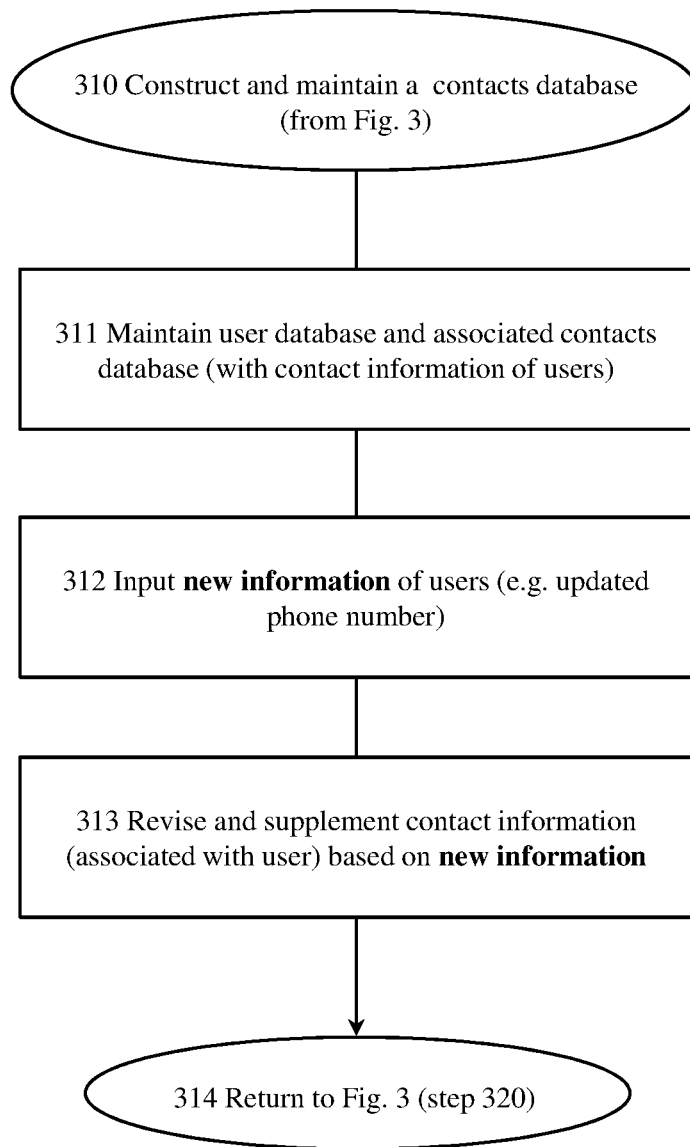 310 Construct and maintain a contacts database
(from Fig. 3)
311 Maintain user database and associated contacts
database (with contact information of users)
312 Input new information of users (e.g. updated
phone number)
313 Revise and supplement contact information
(associated with user) based on new information
314 Return to Fig. 3 (step 320)